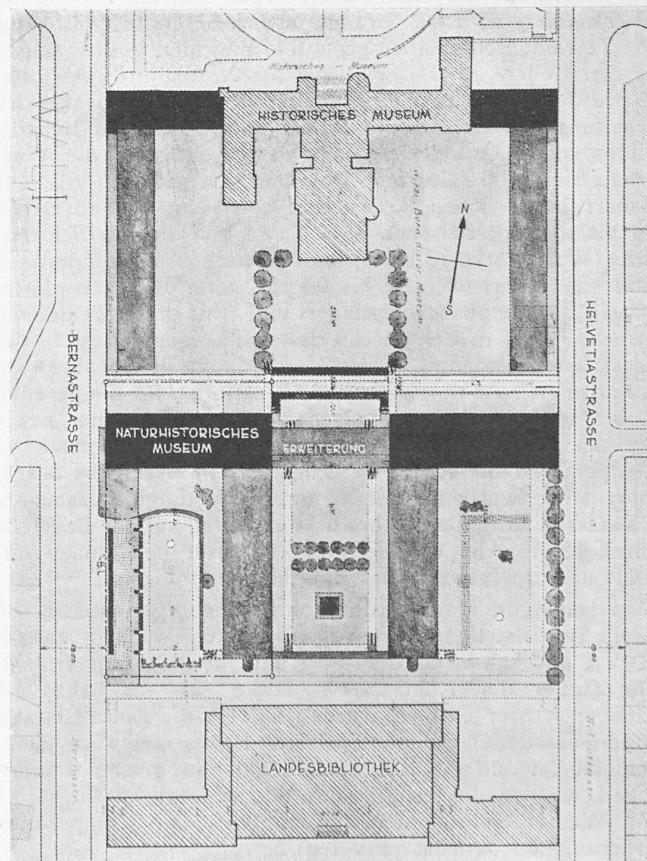 HISTORISCHES MUSEUM
N
S
BERNASTRASSE
HELVETIASTRASSE
NATURHISTORISCHES
MUSEUM
ERWEITERUNG
LANDESBIBLIOTHEK